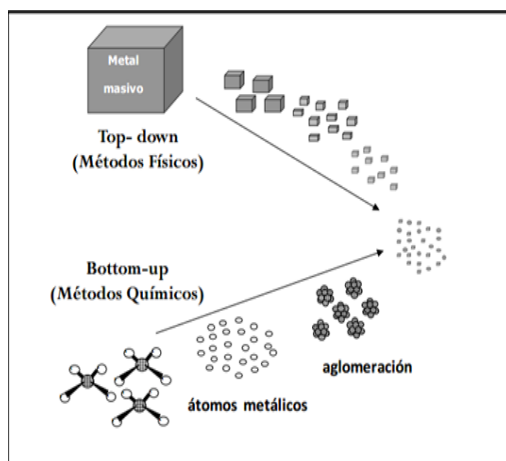 Metal
masivo
Top- down
(Métodos Físicos)
Bottom-up
(Métodos Químicos)
aglomeración
átomos metálicos